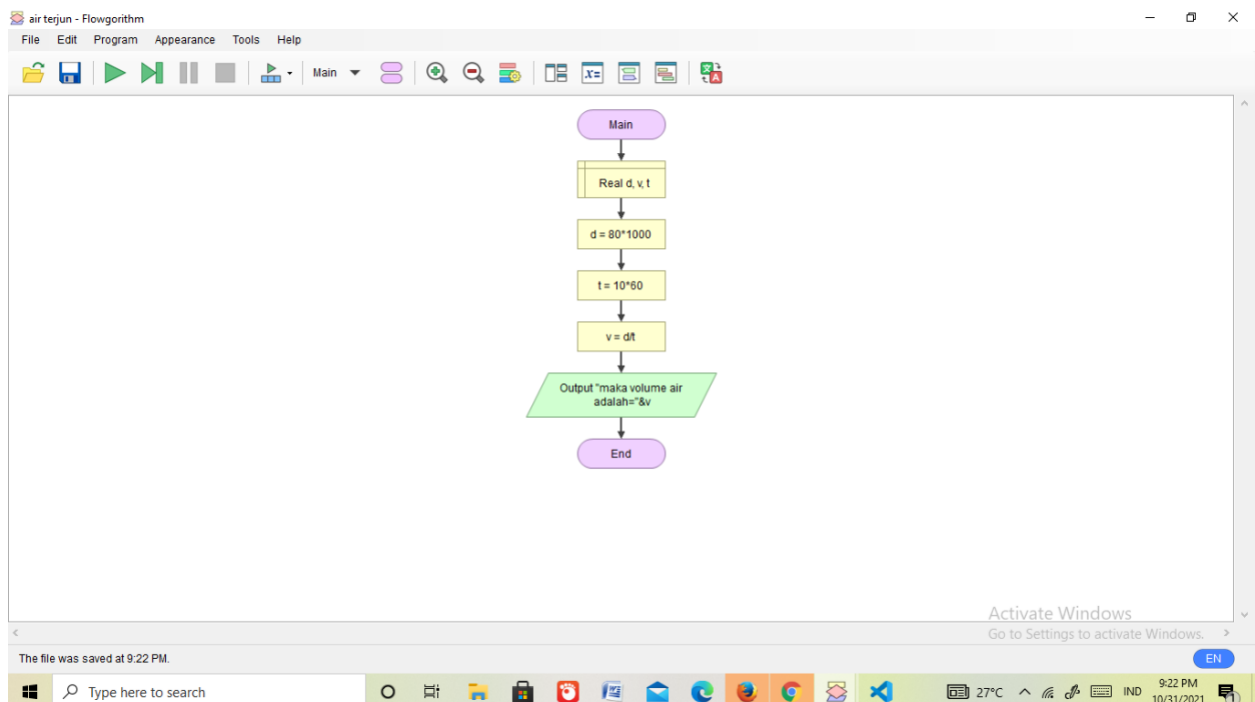 air terjun - Flowgorithm
File Edit Program Appearance Tools Help
Main
x=
Main
Real d, v, t
d = 80*1000
t = 10*60
v = d/t
Output "maka volume air
adalah="&v
End
Activate Windows
Go to Settings to activate Windows.
The file was saved at 9:22 PM.
EN
Type here to search
27°C
IND
9:22 PM
10/31/2021